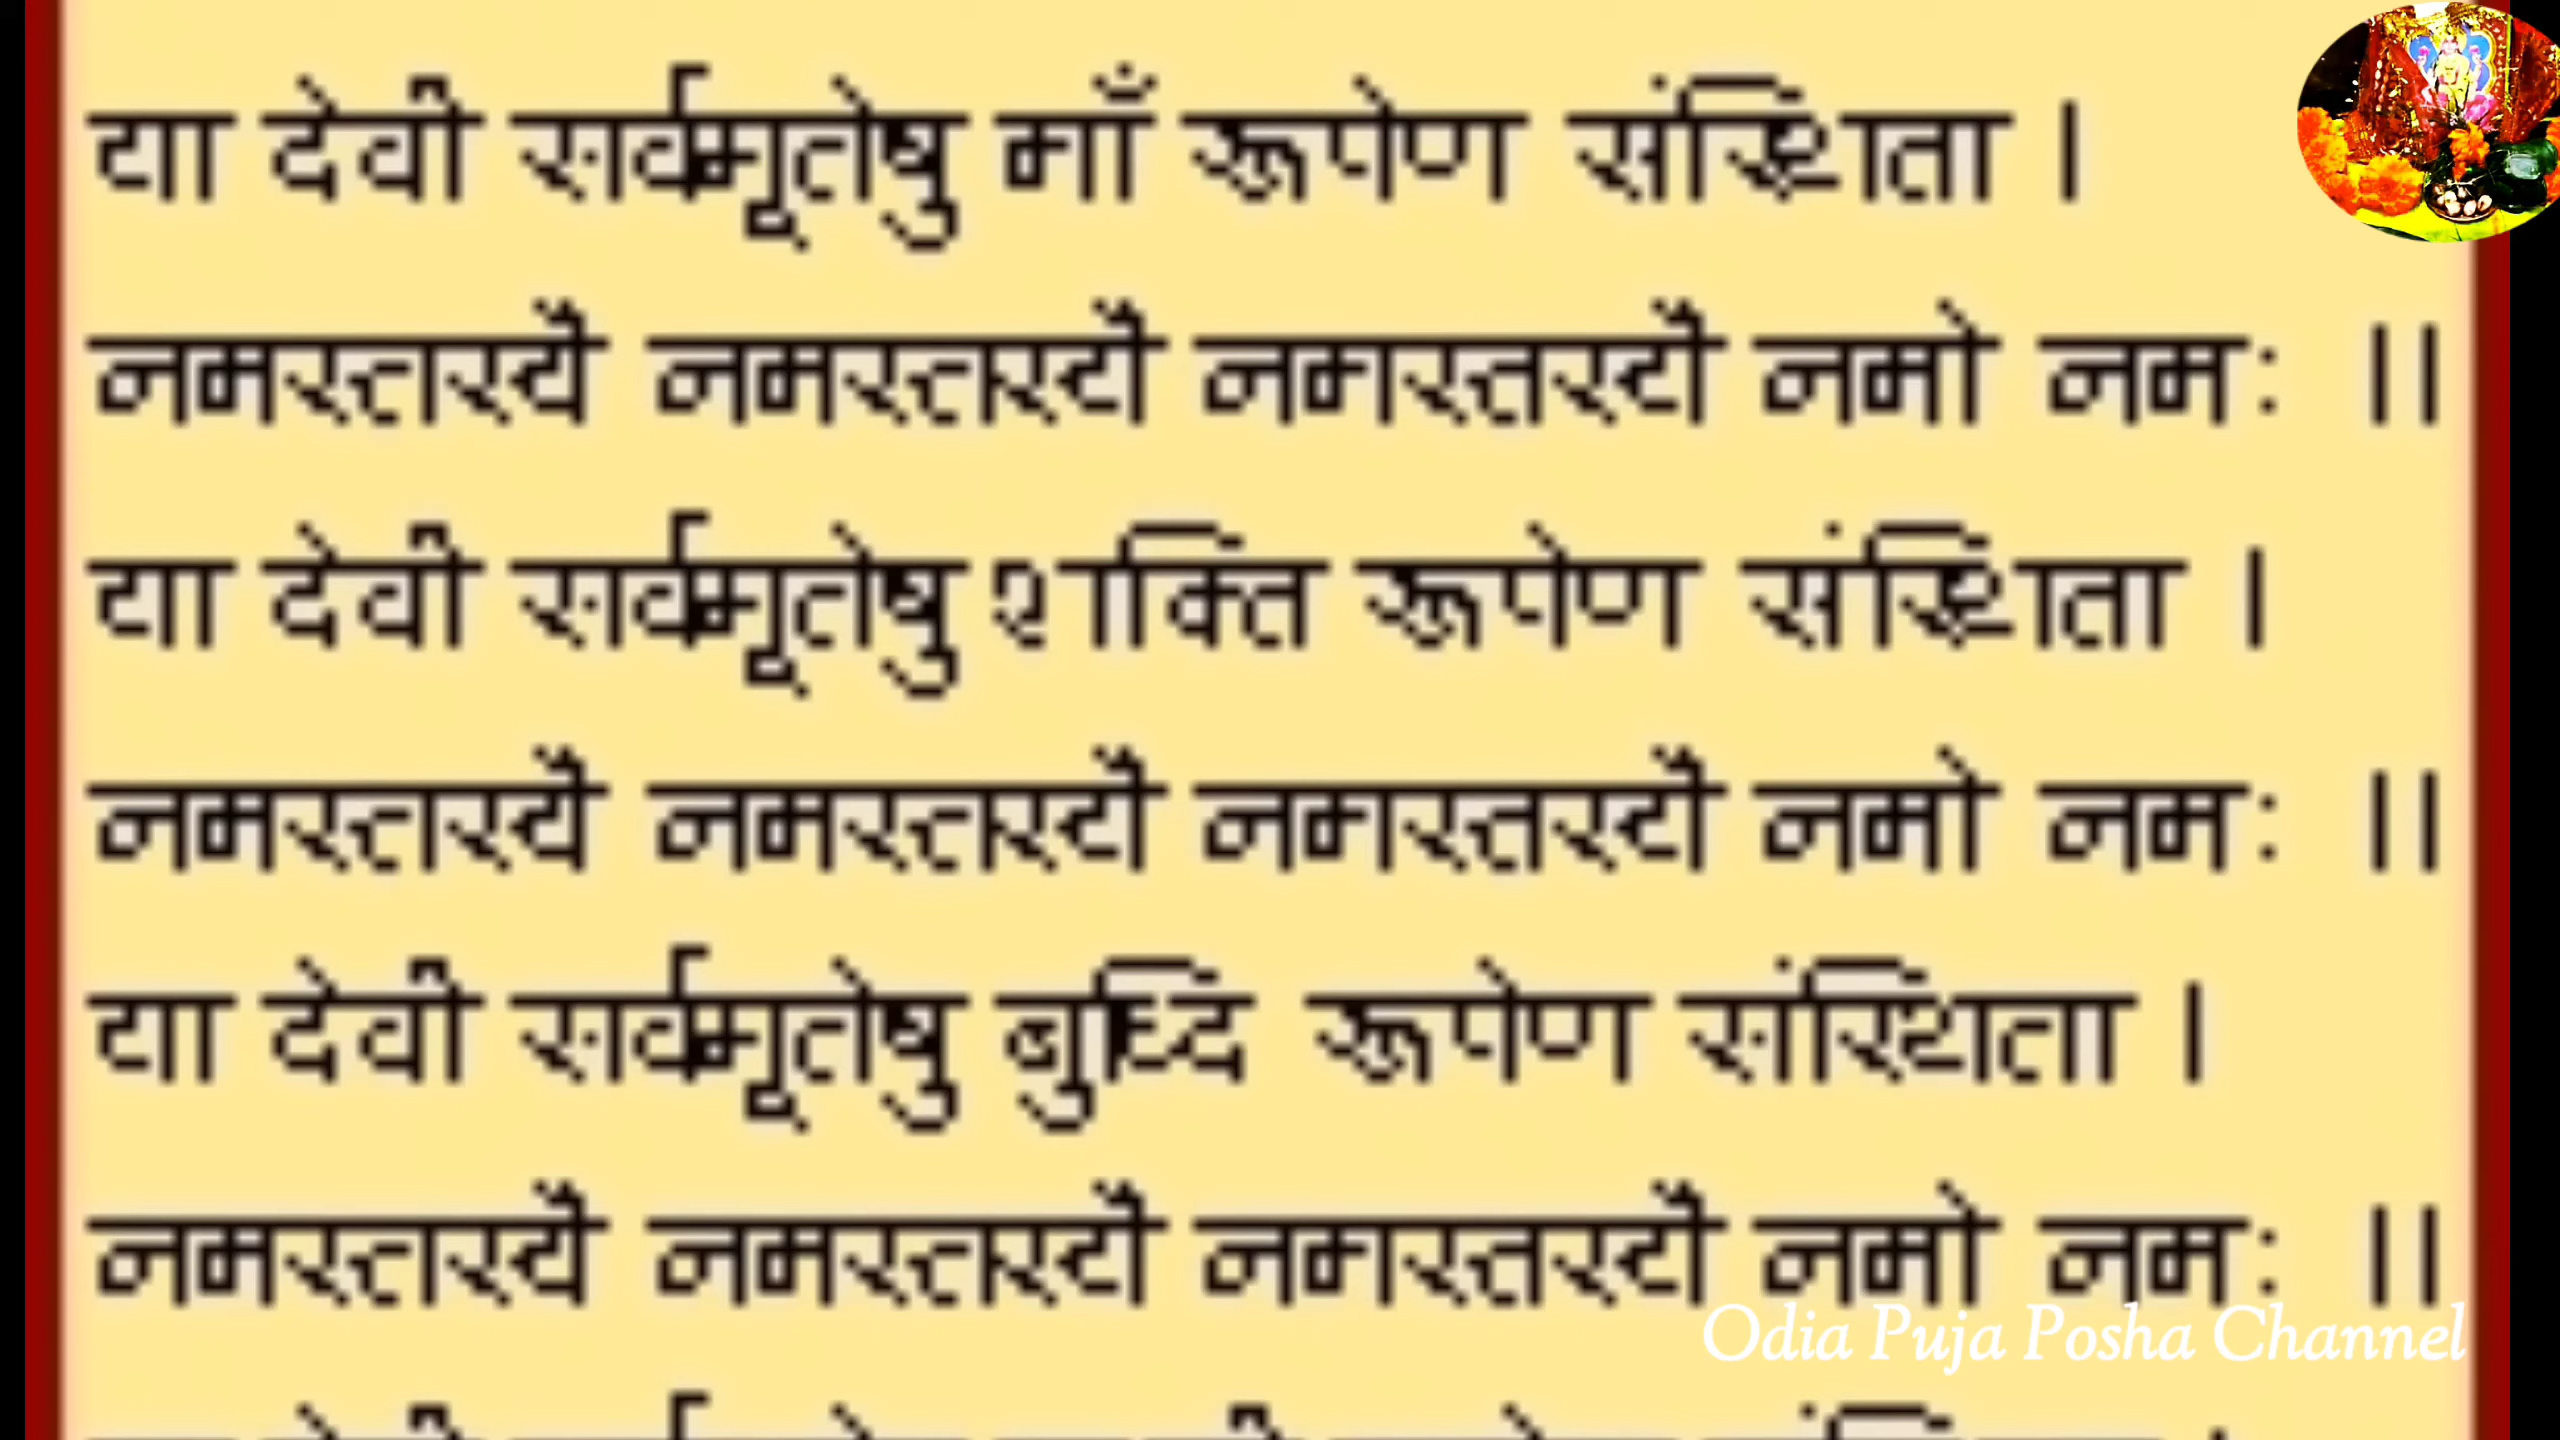 या देवी सर्वभूतेषु माँ रूपेण संस्थिता ।
नमस्तस्यै नमस्तस्यै नमस्तस्यै नमो नमः ।।
या देवी सर्वभूतेषु शक्ति रूपेण संस्थिता ।
नमस्तस्यै नमस्तस्यै नमस्तस्यै नमो नमः ।।
या देवी सर्वभूतेषु बुध्दि रूपेण संस्थिता ।
नमस्तस्यै नमस्तस्यै नमस्तस्यै नमो नमः ।।
Odia Puja Posha Channel